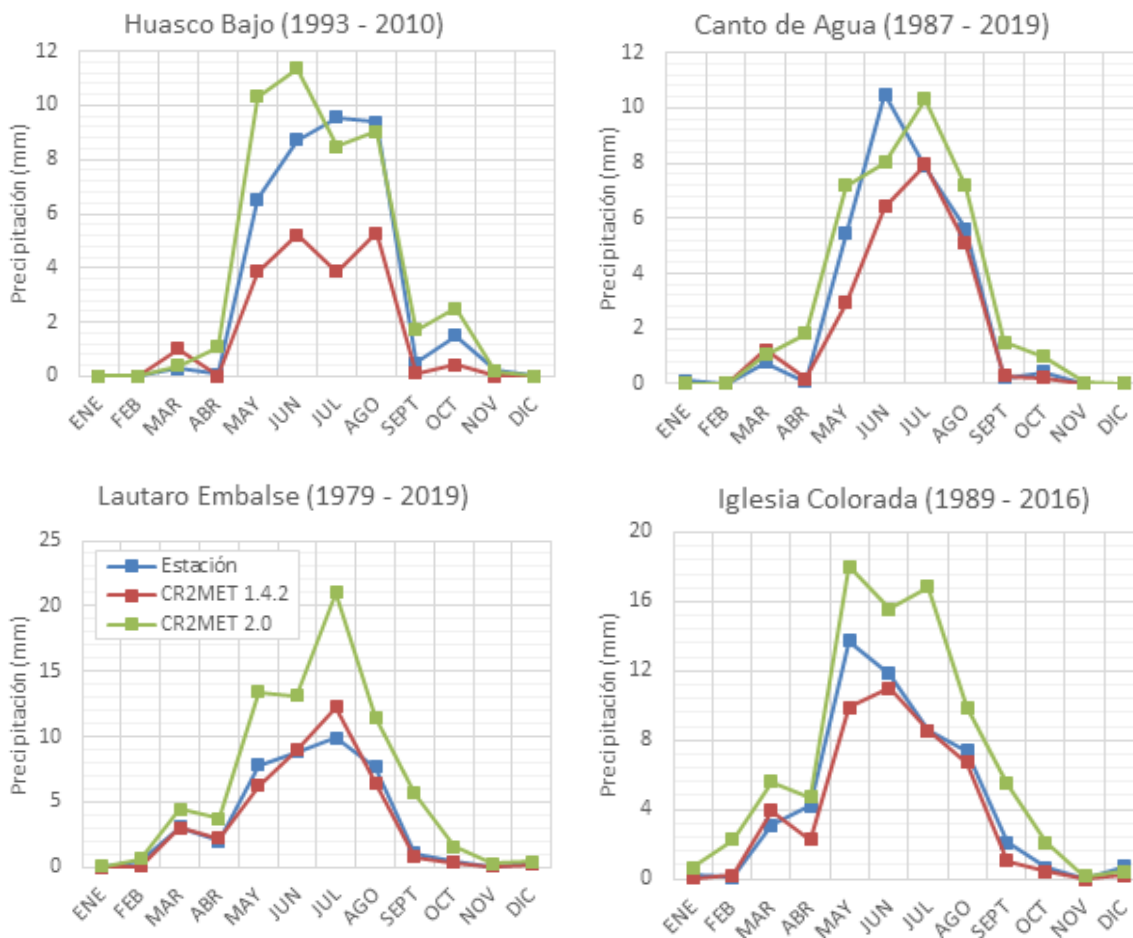 Huasco Bajo (1993 - 2010)
Precipitación (mm)
12
10
8
6
4
2
0
ENE
FEB
MAR
ABR
MAY
JUN
JUL
AGO
SEPT
OCT
NOV
DIC
Canto de Agua (1987 - 2019)
Precipitación (mm)
12
10
8
6
4
2
0
ENE
FEB
MAR
ABR
MAY
JUN
JUL
AGO
SEPT
OCT
NOV
DIC
Lautaro Embalse (1979 - 2019)
Precipitación (mm)
25
20
15
10
5
0
Estación
CR2MET 1.4.2
CR2MET 2.0
ENE
FEB
MAR
ABR
MAY
JUN
JUL
AGO
SEPT
OCT
NOV
DIC
Iglesia Colorada (1989 - 2016)
Precipitación (mm)
20
16
12
8
4
0
ENE
FEB
MAR
ABR
MAY
JUN
JUL
AGO
SEPT
OCT
NOV
DIC